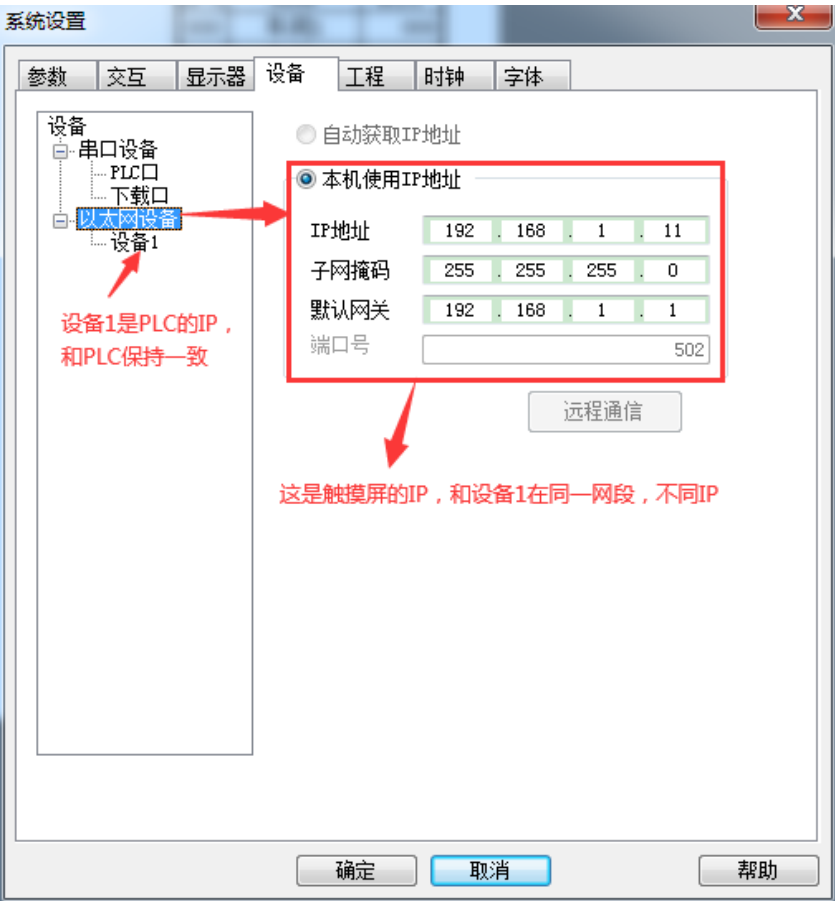 系统设置
X
参数 交互 显示器 设备 工程 时钟 字体
设备
串口设备
PLC口
下载口
以太网设备
设备1
设备1是PLC的IP，
和PLC保持一致
自动获取IP地址
本机使用IP地址
IP地址 192 . 168 . 1 . 11
子网掩码 255 . 255 . 255 . 0
默认网关 192 . 168 . 1 . 1
端口号 502
远程通信
这是触摸屏的IP，和设备1在同一网段，不同IP
确定 取消 帮助